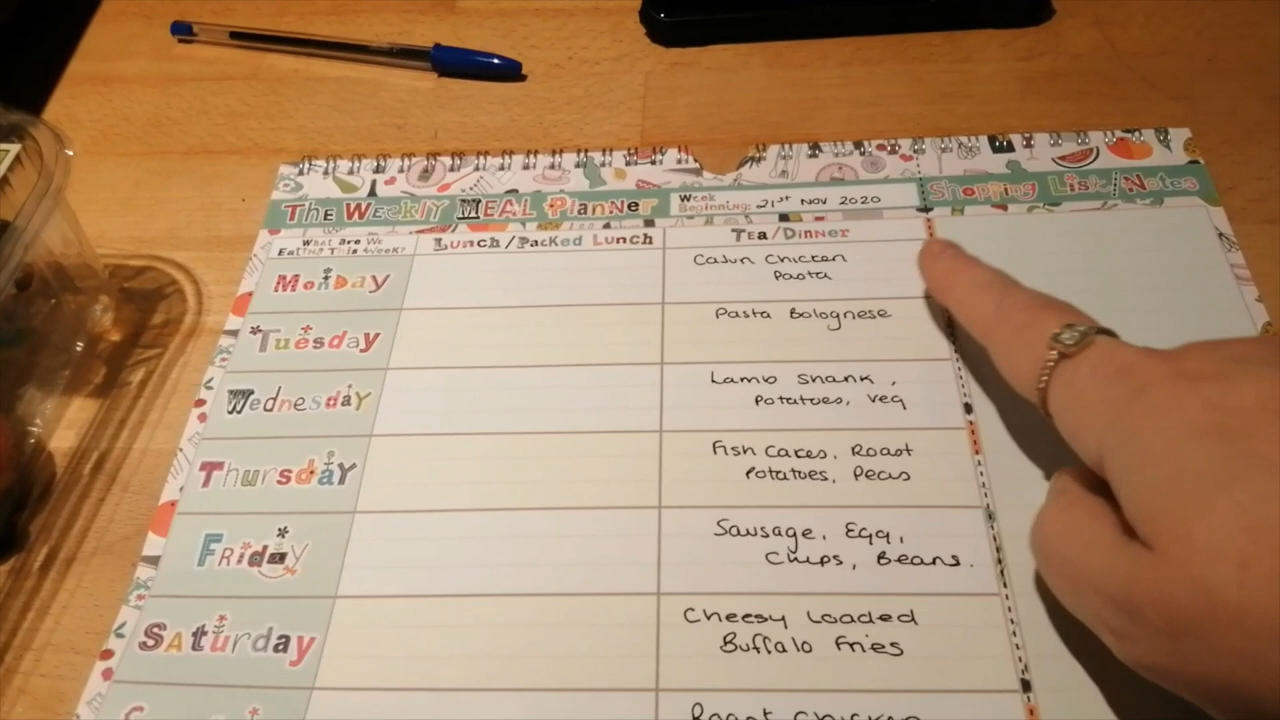 The Weekly Meal Planner
Week
Beginning: 21st Nov 2020
Shopping List/Notes
What Are We
Eating This Week?
Lunch/Packed Lunch
Tea/Dinner
Monday
Cajun Chicken
Pasta
Tuesday
Pasta Bolognese
Wednesday
Lamb Shank,
Potatoes, Veg
Thursday
Fish Cakes, Roast
Potatoes, Peas
Friday
Sausage, Egg,
Chips, Beans.
Saturday
Cheesy Loaded
Buffalo Fries
Roast Chicken